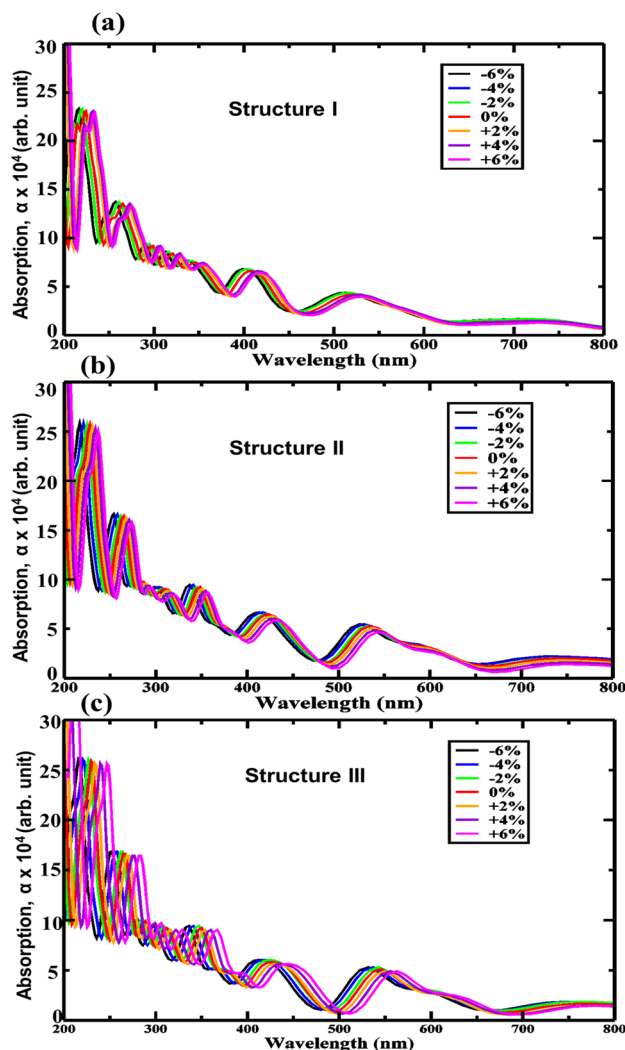 (a)
Absorption, α x 10⁴ (arb. unit)
30
25
20
15
10
5
0
Structure I
-6%
-4%
-2%
0%
+2%
+4%
+6%
200 300 400 500 600 700 800
Wavelength (nm)
(b)
Absorption, α x 10⁴ (arb. unit)
30
25
20
15
10
5
0
Structure II
-6%
-4%
-2%
0%
+2%
+4%
+6%
200 300 400 500 600 700 800
Wavelength (nm)
(c)
Absorption, α x 10⁴ (arb. unit)
30
25
20
15
10
5
0
Structure III
-6%
-4%
-2%
0%
+2%
+4%
+6%
200 300 400 500 600 700 800
Wavelength (nm)